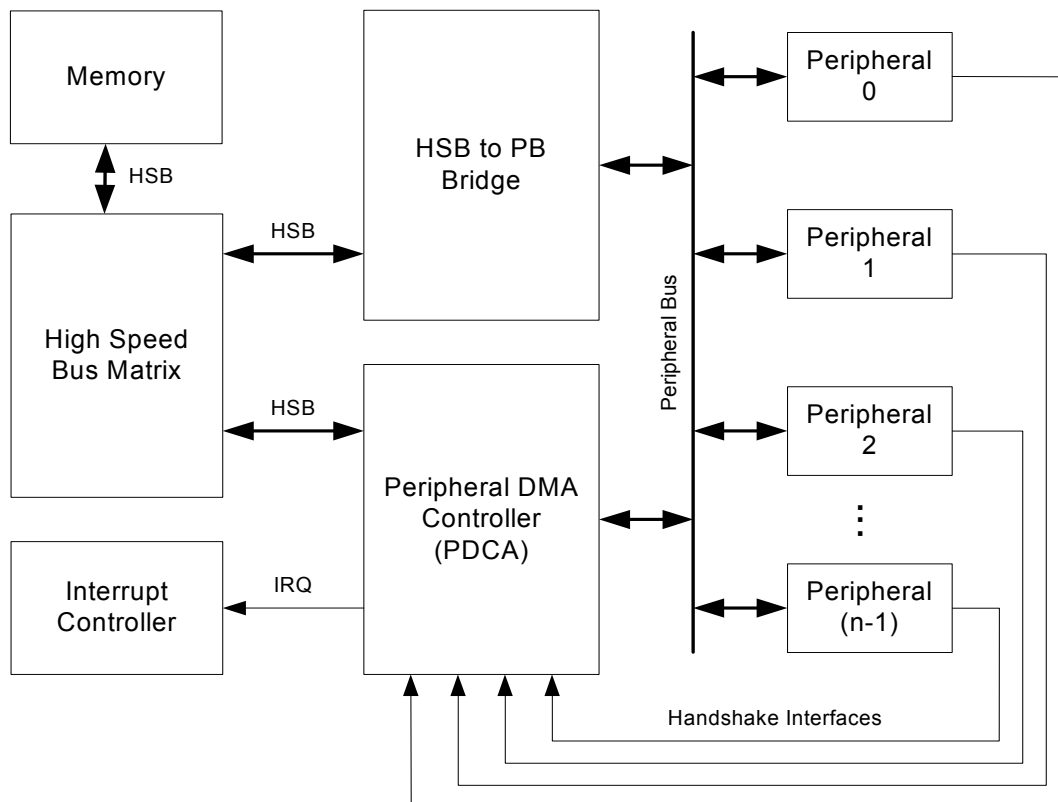 Memory
HSB
High Speed
Bus Matrix
HSB
HSB to PB
Bridge
HSB
Peripheral DMA
Controller
(PDCA)
Interrupt
Controller
IRQ
Peripheral Bus
Peripheral
0
Peripheral
1
Peripheral
2
⋮
Peripheral
(n-1)
Handshake Interfaces